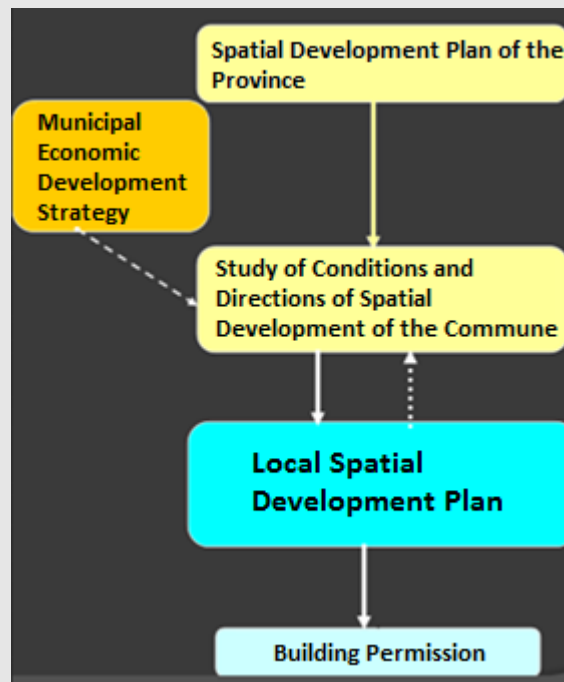 Spatial Development Plan of the
Province
Municipal
Economic
Development
Strategy
Study of Conditions and
Directions of Spatial
Development of the Commune
Local Spatial
Development Plan
Building Permission